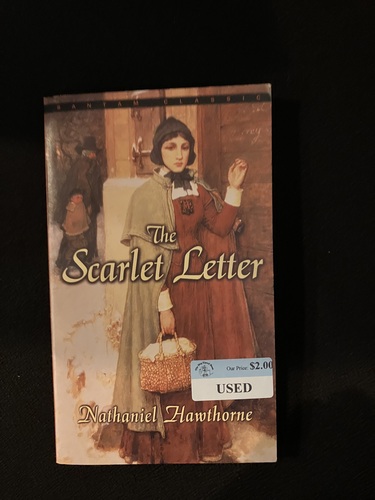 BANTAM CLASSIC
The
Scarlet Letter
Our Price: $2.00
USED
Nathaniel Hawthorne